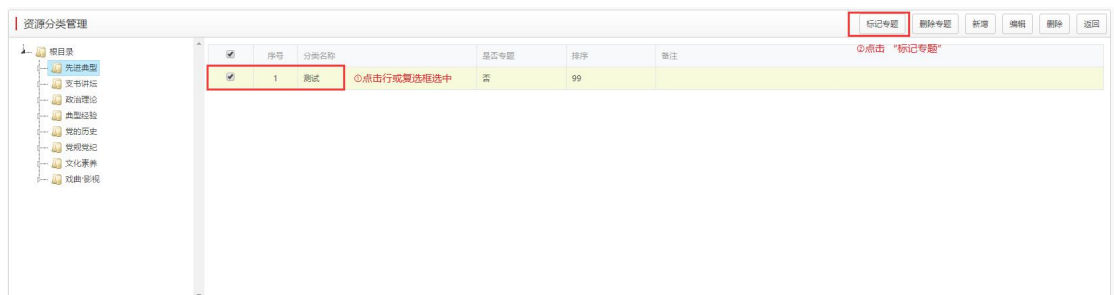 资源分类管理
标记专题 删除专题 新增 编辑 删除 返回
根目录
先进典型
支书讲坛
政治理论
典型经验
党的历史
党规党纪
文化素养
戏曲·影视
序号 分类名称 是否专题 排序 备注
②点击 “标记专题”
1 测试 ①点击行或复选框选中 否 99